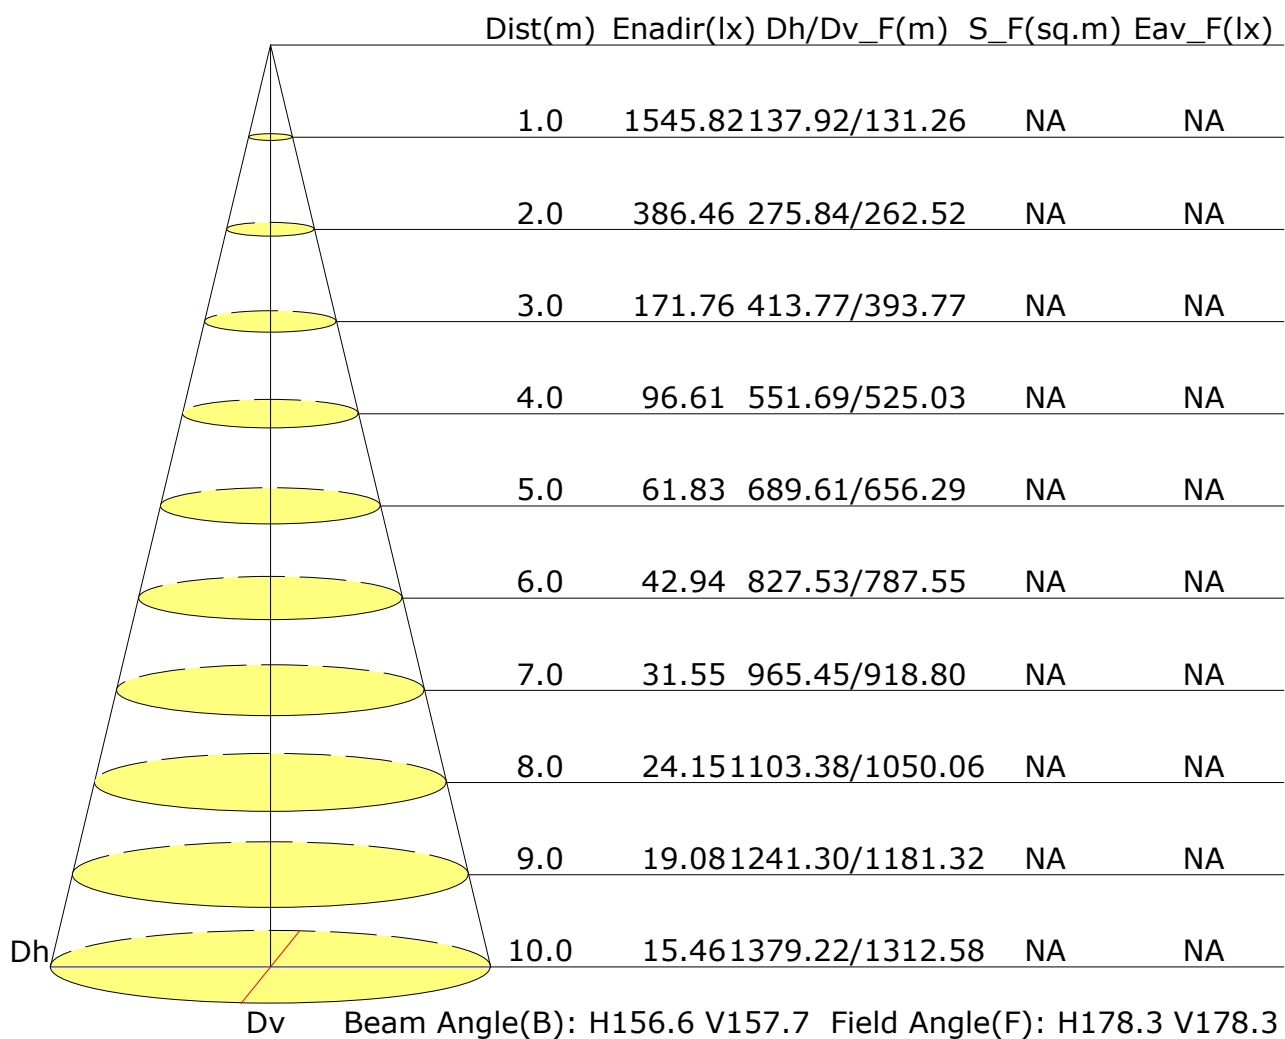 Dist(m) Enadir(lx) Dh/Dv_F(m) S_F(sq.m) Eav_F(lx)
1.0 1545.82 137.92/131.26 NA NA
2.0 386.46 275.84/262.52 NA NA
3.0 171.76 413.77/393.77 NA NA
4.0 96.61 551.69/525.03 NA NA
5.0 61.83 689.61/656.29 NA NA
6.0 42.94 827.53/787.55 NA NA
7.0 31.55 965.45/918.80 NA NA
8.0 24.15 1103.38/1050.06 NA NA
9.0 19.08 1241.30/1181.32 NA NA
Dh 10.0 15.46 1379.22/1312.58 NA NA
Dv Beam Angle(B): H156.6 V157.7 Field Angle(F): H178.3 V178.3